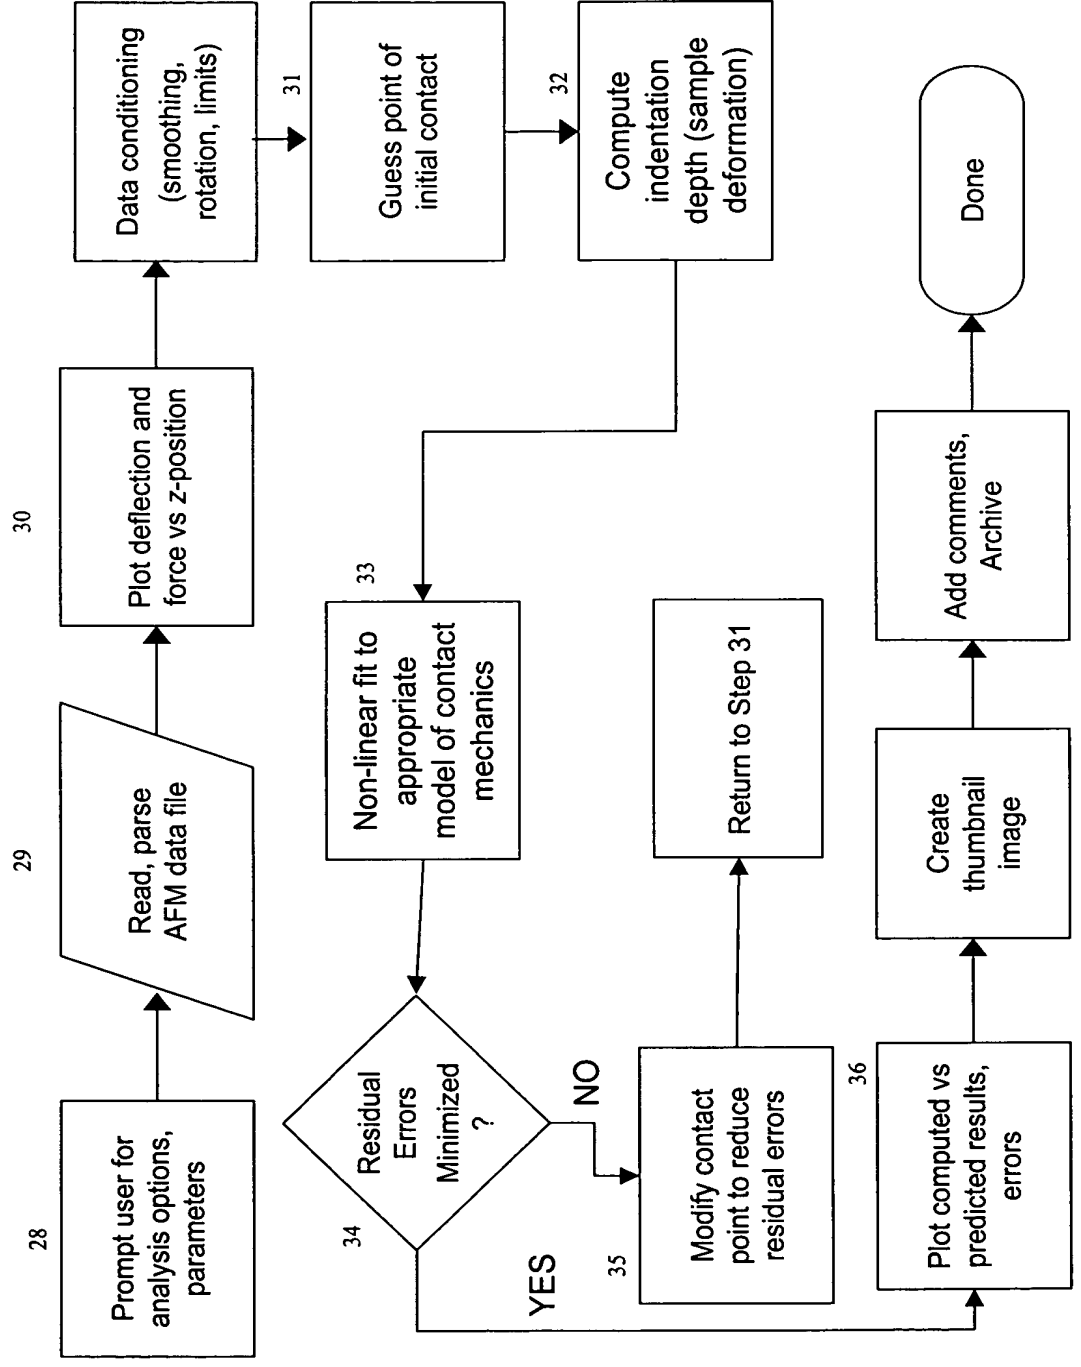 28
Prompt user for
analysis options,
parameters
29
Read, parse
AFM data file
30
Plot deflection and
force vs z-position
Data conditioning
(smoothing,
rotation, limits)
31
Guess point of
initial contact
32
Compute
indentation
depth (sample
deformation)
33
Non-linear fit to
appropriate
model of contact
mechanics
34
Residual
Errors
Minimized
?
NO
YES
35
Modify contact
point to reduce
residual errors
Return to Step 31
36
Plot computed vs
predicted results,
errors
Create
thumbnail
image
Add comments,
Archive
Done